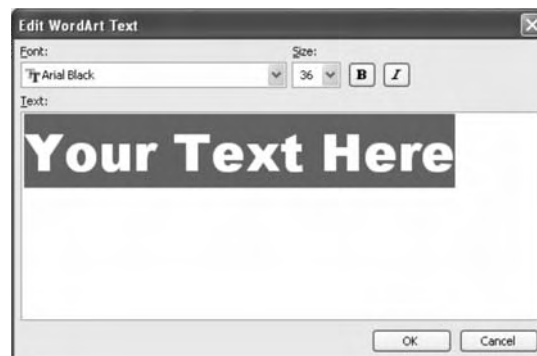 Edit WordArt Text
Font:
Size:
Arial Black
36
B
I
Text:
Your Text Here
OK
Cancel